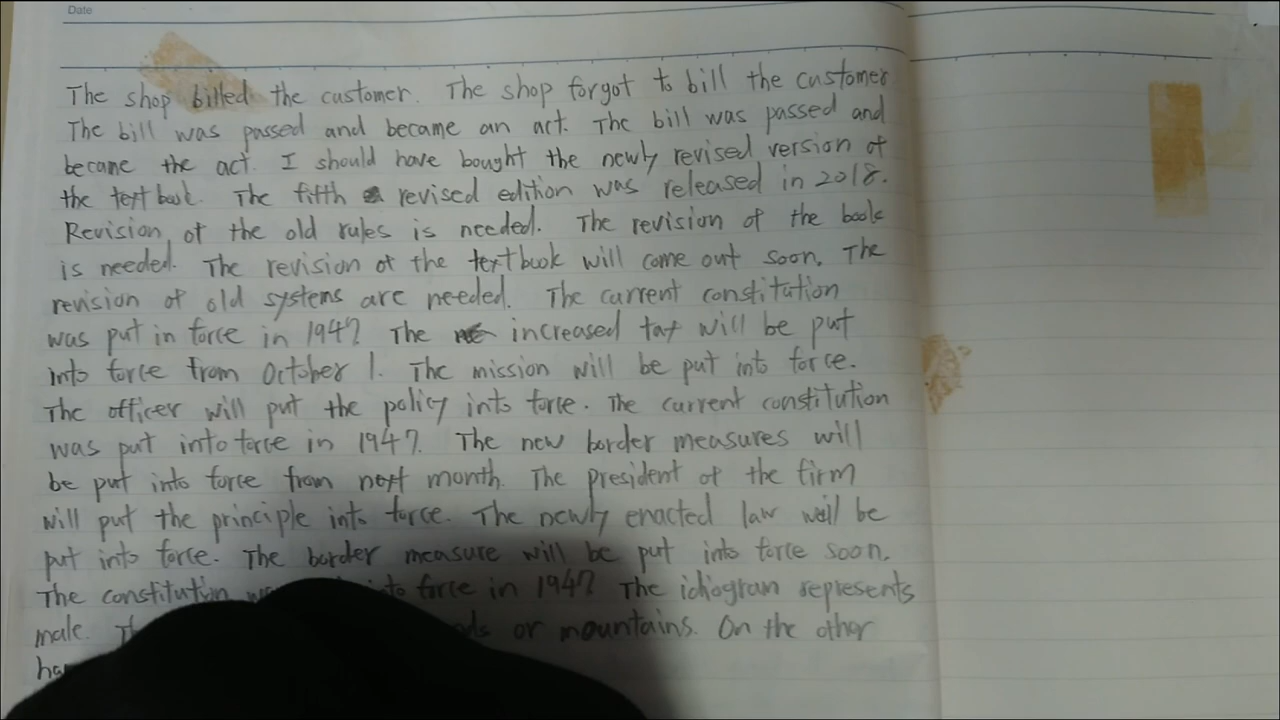 Date
The shop billed the customer. The shop forgot to bill the customer
The bill was passed and became an act. The bill was passed and
became the act. I should have bought the newly revised version of
the textbook. The fifth revised edition was released in 2018.
Revision of the old rules is needed. The revision of the book
is needed. The revision of the textbook will come out soon. The
revision of old systems are needed. The current constitution
was put in force in 1947. The increased tax will be put
into force from October 1. The mission will be put into force.
The officer will put the policy into force. The current constitution
was put into force in 1947. The new border measures will
be put into force from next month. The president of the firm
will put the principle into force. The newly enacted law will be
put into force. The border measure will be put into force soon.
The constitution force in 1947. The represents
male. or mountains. On the other